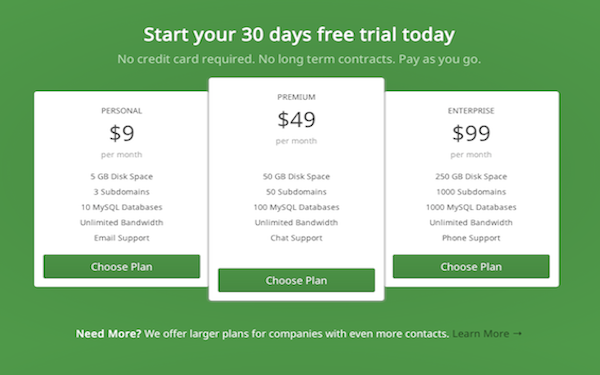 Start your 30 days free trial today
No credit card required. No long term contracts. Pay as you go.
PERSONAL
$9
per month
5 GB Disk Space
3 Subdomains
10 MySQL Databases
Unlimited Bandwidth
Email Support
Choose Plan
PREMIUM
$49
per month
50 GB Disk Space
50 Subdomains
100 MySQL Databases
Unlimited Bandwidth
Chat Support
Choose Plan
ENTERPRISE
$99
per month
250 GB Disk Space
1000 Subdomains
1000 MySQL Databases
Unlimited Bandwidth
Phone Support
Choose Plan
Need More? We offer larger plans for companies with even more contacts. Learn More →